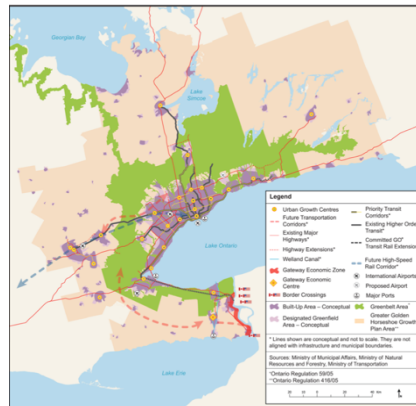 Georgian Bay
Lake
Simcoe
Lake Ontario
Lake Erie
Legend
Urban Growth Centres
Future Transportation
Corridors*
Existing Major
Highways*
Highway Extensions*
Welland Canal*
Gateway Economic Zone
Gateway Economic
Centre
Border Crossings
Built-Up Area – Conceptual
Designated Greenfield
Area – Conceptual
Priority Transit
Corridors*
Existing Higher Order
Transit*
Committed GO*
Transit Rail Extension
Future High-Speed
Rail Corridor*
International Airports
Proposed Airport
Major Ports
Greenbelt Area
Greater Golden
Horseshoe Growth
Plan Area
* Lines shown are conceptual and not to scale. They are not
aligned with infrastructure and municipal boundaries.
Sources: Ministry of Municipal Affairs, Ministry of Natural
Resources and Forestry, Ministry of Transportation
Ontario Regulation 59/05
Ontario Regulation 416/05